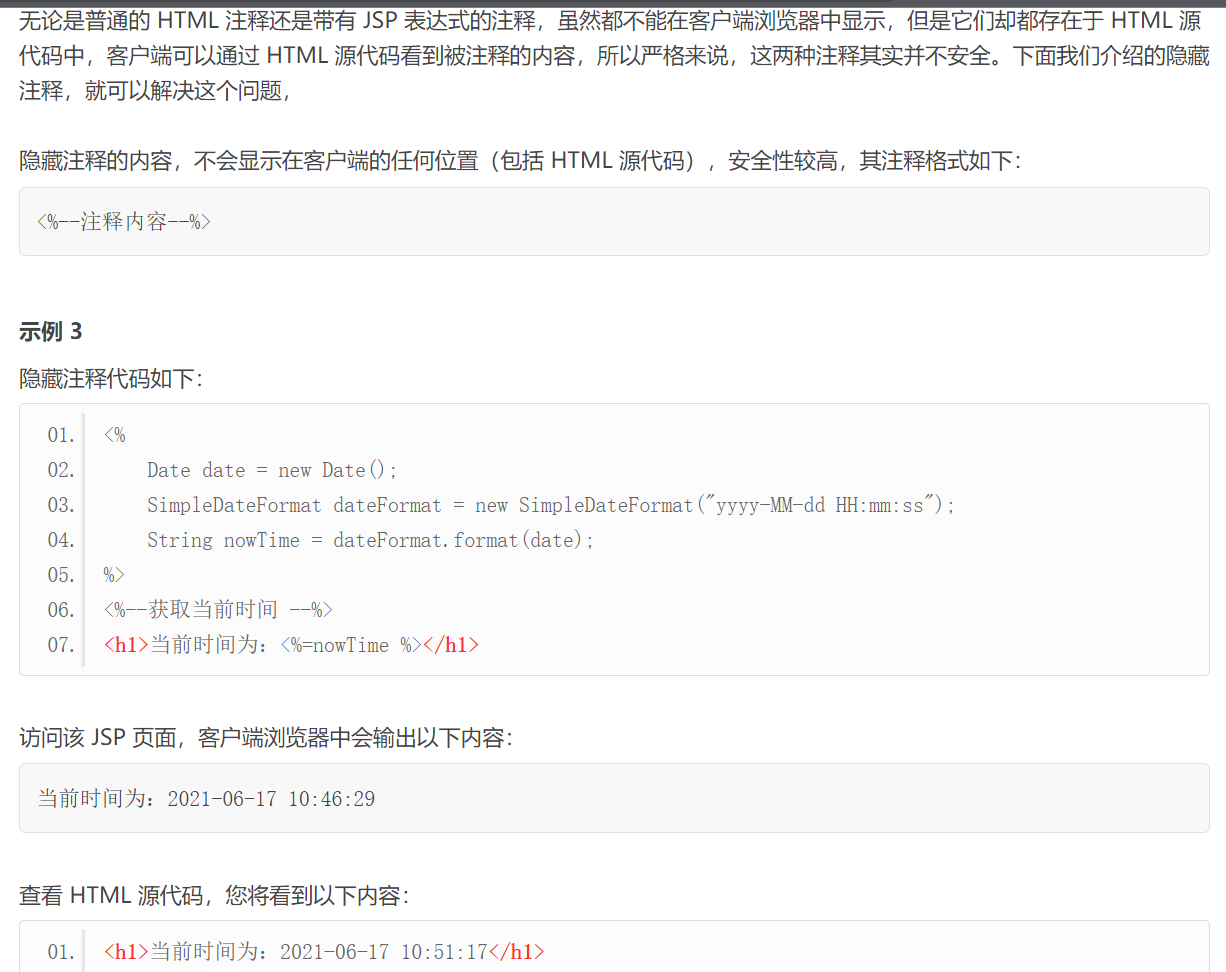 无论是普通的 HTML 注释还是带有 JSP 表达式的注释，虽然都不能在客户端浏览器中显示，但是它们却都存在于 HTML 源
代码中，客户端可以通过 HTML 源代码看到被注释的内容，所以严格来说，这两种注释其实并不安全。下面我们介绍的隐藏
注释，就可以解决这个问题，
隐藏注释的内容，不会显示在客户端的任何位置（包括 HTML 源代码），安全性较高，其注释格式如下：
<%--注释内容--%>
示例 3
隐藏注释代码如下：
01. <%
02.     Date date = new Date();
03.     SimpleDateFormat dateFormat = new SimpleDateFormat("yyyy-MM-dd HH:mm:ss");
04.     String nowTime = dateFormat.format(date);
05. %>
06. <%--获取当前时间 --%>
07. <h1>当前时间为：<%=nowTime %></h1>
访问该 JSP 页面，客户端浏览器中会输出以下内容：
当前时间为：2021-06-17 10:46:29
查看 HTML 源代码，您将看到以下内容：
01. <h1>当前时间为：2021-06-17 10:51:17</h1>